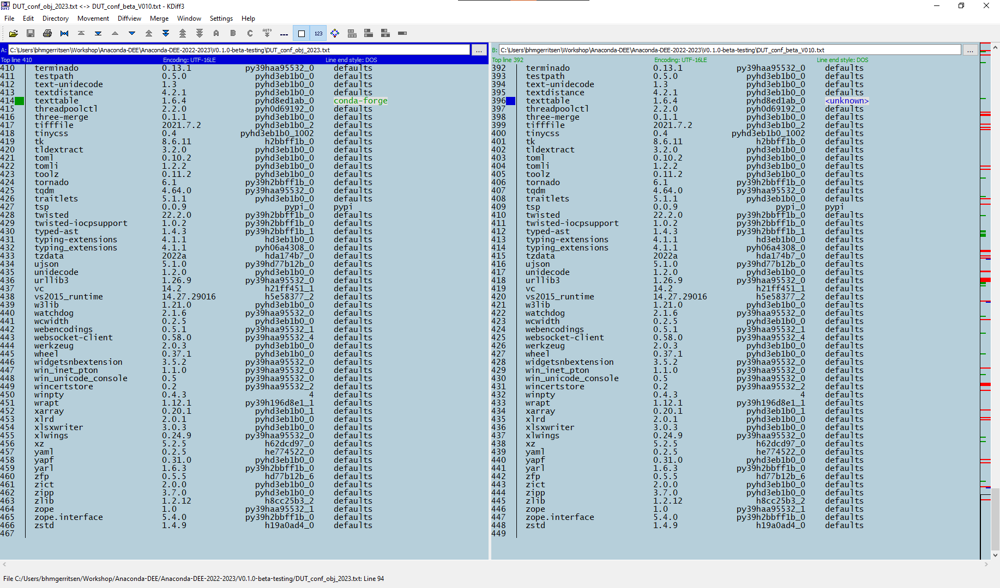 DUT_conf_obj_2023.txt <-> DUT_conf_beta_V010.txt - KDiff3
File Edit Directory Movement Diffview Merge Window Settings Help
A B C AUTO 123
A: C:\Users\bhmgerritsen\Workshop\Anaconda-DEE\Anaconda-DEE-2022-2023\V0.1.0-beta-testing\DUT_conf_obj_2023.txt ...
Top line 410 Encoding: UTF-16LE Line end style: DOS
410 terminado 0.13.1 py39haa95532_0 defaults
411 testpath 0.5.0 pyhd3eb1b0_0 defaults
412 text-unidecode 1.3 pyhd3eb1b0_0 defaults
413 textdistance 4.2.1 pyhd3eb1b0_0 defaults
414 texttable 1.6.4 pyhd8ed1ab_0 conda-forge
415 threadpoolctl 2.2.0 pyh0d69192_0 defaults
416 three-merge 0.1.1 pyhd3eb1b0_0 defaults
417 tifffile 2021.7.2 pyhd3eb1b0_2 defaults
418 tinycss 0.4 pyhd3eb1b0_1002 defaults
419 tk 8.6.11 h2bbff1b_0 defaults
420 tldextract 3.2.0 pyhd3eb1b0_0 defaults
421 toml 0.10.2 pyhd3eb1b0_0 defaults
422 tomli 1.2.2 pyhd3eb1b0_0 defaults
423 toolz 0.11.2 pyhd3eb1b0_0 defaults
424 tornado 6.1 py39h2bbff1b_0 defaults
425 tqdm 4.64.0 py39haa95532_0 defaults
426 traitlets 5.1.1 pyhd3eb1b0_0 defaults
427 tsp 0.0.9 pypi_0 pypi
428 twisted 22.2.0 py39h2bbff1b_0 defaults
429 twisted-iocpsupport 1.0.2 py39h2bbff1b_0 defaults
430 typed-ast 1.4.3 py39h2bbff1b_1 defaults
431 typing-extensions 4.1.1 hd3eb1b0_0 defaults
432 typing_extensions 4.1.1 pyh06a4308_0 defaults
433 tzdata 2022a hda174b7_0 defaults
434 ujson 5.1.0 py39hd77b12b_0 defaults
435 unidecode 1.2.0 pyhd3eb1b0_0 defaults
436 urllib3 1.26.9 py39haa95532_0 defaults
437 vc 14.2 h21ff451_1 defaults
438 vs2015_runtime 14.27.29016 h5e58377_2 defaults
439 w3lib 1.21.0 pyhd3eb1b0_0 defaults
440 watchdog 2.1.6 py39haa95532_0 defaults
441 wcwidth 0.2.5 pyhd3eb1b0_0 defaults
442 webencodings 0.5.1 py39haa95532_1 defaults
443 websocket-client 0.58.0 py39haa95532_4 defaults
444 werkzeug 2.0.3 pyhd3eb1b0_0 defaults
445 wheel 0.37.1 pyhd3eb1b0_0 defaults
446 widgetsnbextension 3.5.2 py39haa95532_0 defaults
447 win_inet_pton 1.1.0 py39haa95532_0 defaults
448 win_unicode_console 0.5 py39haa95532_0 defaults
449 wincertstore 0.2 py39haa95532_2 defaults
450 winpty 0.4.3 4 defaults
451 wrapt 1.12.1 py39h196d8e1_1 defaults
452 xarray 0.20.1 pyhd3eb1b0_1 defaults
453 xlrd 2.0.1 pyhd3eb1b0_0 defaults
454 xlsxwriter 3.0.3 pyhd3eb1b0_0 defaults
455 xlwings 0.24.9 py39haa95532_0 defaults
456 xz 5.2.5 h62dcd97_0 defaults
457 yaml 0.2.5 he774522_0 defaults
458 yapf 0.31.0 pyhd3eb1b0_0 defaults
459 yarl 1.6.3 py39h2bbff1b_0 defaults
460 zfp 0.5.5 hd77b12b_6 defaults
461 zict 2.0.0 pyhd3eb1b0_0 defaults
462 zipp 3.7.0 pyhd3eb1b0_0 defaults
463 zlib 1.2.12 h8cc25b3_2 defaults
464 zope 1.0 py39haa95532_1 defaults
465 zope.interface 5.4.0 py39h2bbff1b_0 defaults
466 zstd 1.4.9 h19a0ad4_0 defaults
467
B: C:\Users\bhmgerritsen\Workshop\Anaconda-DEE\Anaconda-DEE-2022-2023\V0.1.0-beta-testing\DUT_conf_beta_V010.txt ...
Top line 392 Encoding: UTF-16LE Line end style: DOS
392 terminado 0.13.1 py39haa95532_0 defaults
393 testpath 0.5.0 pyhd3eb1b0_0 defaults
394 text-unidecode 1.3 pyhd3eb1b0_0 defaults
395 textdistance 4.2.1 pyhd3eb1b0_0 defaults
396 texttable 1.6.4 pyhd8ed1ab_0 <unknown>
397 threadpoolctl 2.2.0 pyh0d69192_0 defaults
398 three-merge 0.1.1 pyhd3eb1b0_0 defaults
399 tifffile 2021.7.2 pyhd3eb1b0_2 defaults
400 tinycss 0.4 pyhd3eb1b0_1002 defaults
401 tk 8.6.11 h2bbff1b_0 defaults
402 tldextract 3.2.0 pyhd3eb1b0_0 defaults
403 toml 0.10.2 pyhd3eb1b0_0 defaults
404 tomli 1.2.2 pyhd3eb1b0_0 defaults
405 toolz 0.11.2 pyhd3eb1b0_0 defaults
406 tornado 6.1 py39h2bbff1b_0 defaults
407 tqdm 4.64.0 py39haa95532_0 defaults
408 traitlets 5.1.1 pyhd3eb1b0_0 defaults
409 tsp 0.0.9 pypi_0 pypi
410 twisted 22.2.0 py39h2bbff1b_0 defaults
411 twisted-iocpsupport 1.0.2 py39h2bbff1b_0 defaults
412 typed-ast 1.4.3 py39h2bbff1b_1 defaults
413 typing-extensions 4.1.1 hd3eb1b0_0 defaults
414 typing_extensions 4.1.1 pyh06a4308_0 defaults
415 tzdata 2022a hda174b7_0 defaults
416 ujson 5.1.0 py39hd77b12b_0 defaults
417 unidecode 1.2.0 pyhd3eb1b0_0 defaults
418 urllib3 1.26.9 py39haa95532_0 defaults
419 vc 14.2 h21ff451_1 defaults
420 vs2015_runtime 14.27.29016 h5e58377_2 defaults
421 w3lib 1.21.0 pyhd3eb1b0_0 defaults
422 watchdog 2.1.6 py39haa95532_0 defaults
423 wcwidth 0.2.5 pyhd3eb1b0_0 defaults
424 webencodings 0.5.1 py39haa95532_1 defaults
425 websocket-client 0.58.0 py39haa95532_4 defaults
426 werkzeug 2.0.3 pyhd3eb1b0_0 defaults
427 wheel 0.37.1 pyhd3eb1b0_0 defaults
428 widgetsnbextension 3.5.2 py39haa95532_0 defaults
429 win_inet_pton 1.1.0 py39haa95532_0 defaults
430 win_unicode_console 0.5 py39haa95532_0 defaults
431 wincertstore 0.2 py39haa95532_2 defaults
432 winpty 0.4.3 4 defaults
433 wrapt 1.12.1 py39h196d8e1_1 defaults
434 xarray 0.20.1 pyhd3eb1b0_1 defaults
435 xlrd 2.0.1 pyhd3eb1b0_0 defaults
436 xlsxwriter 3.0.3 pyhd3eb1b0_0 defaults
437 xlwings 0.24.9 py39haa95532_0 defaults
438 xz 5.2.5 h62dcd97_0 defaults
439 yaml 0.2.5 he774522_0 defaults
440 yapf 0.31.0 pyhd3eb1b0_0 defaults
441 yarl 1.6.3 py39h2bbff1b_0 defaults
442 zfp 0.5.5 hd77b12b_6 defaults
443 zict 2.0.0 pyhd3eb1b0_0 defaults
444 zipp 3.7.0 pyhd3eb1b0_0 defaults
445 zlib 1.2.12 h8cc25b3_2 defaults
446 zope 1.0 py39haa95532_1 defaults
447 zope.interface 5.4.0 py39h2bbff1b_0 defaults
448 zstd 1.4.9 h19a0ad4_0 defaults
449
File C:/Users/bhmgerritsen/Workshop/Anaconda-DEE/Anaconda-DEE-2022-2023/V0.1.0-beta-testing/DUT_conf_obj_2023.txt: Line 94